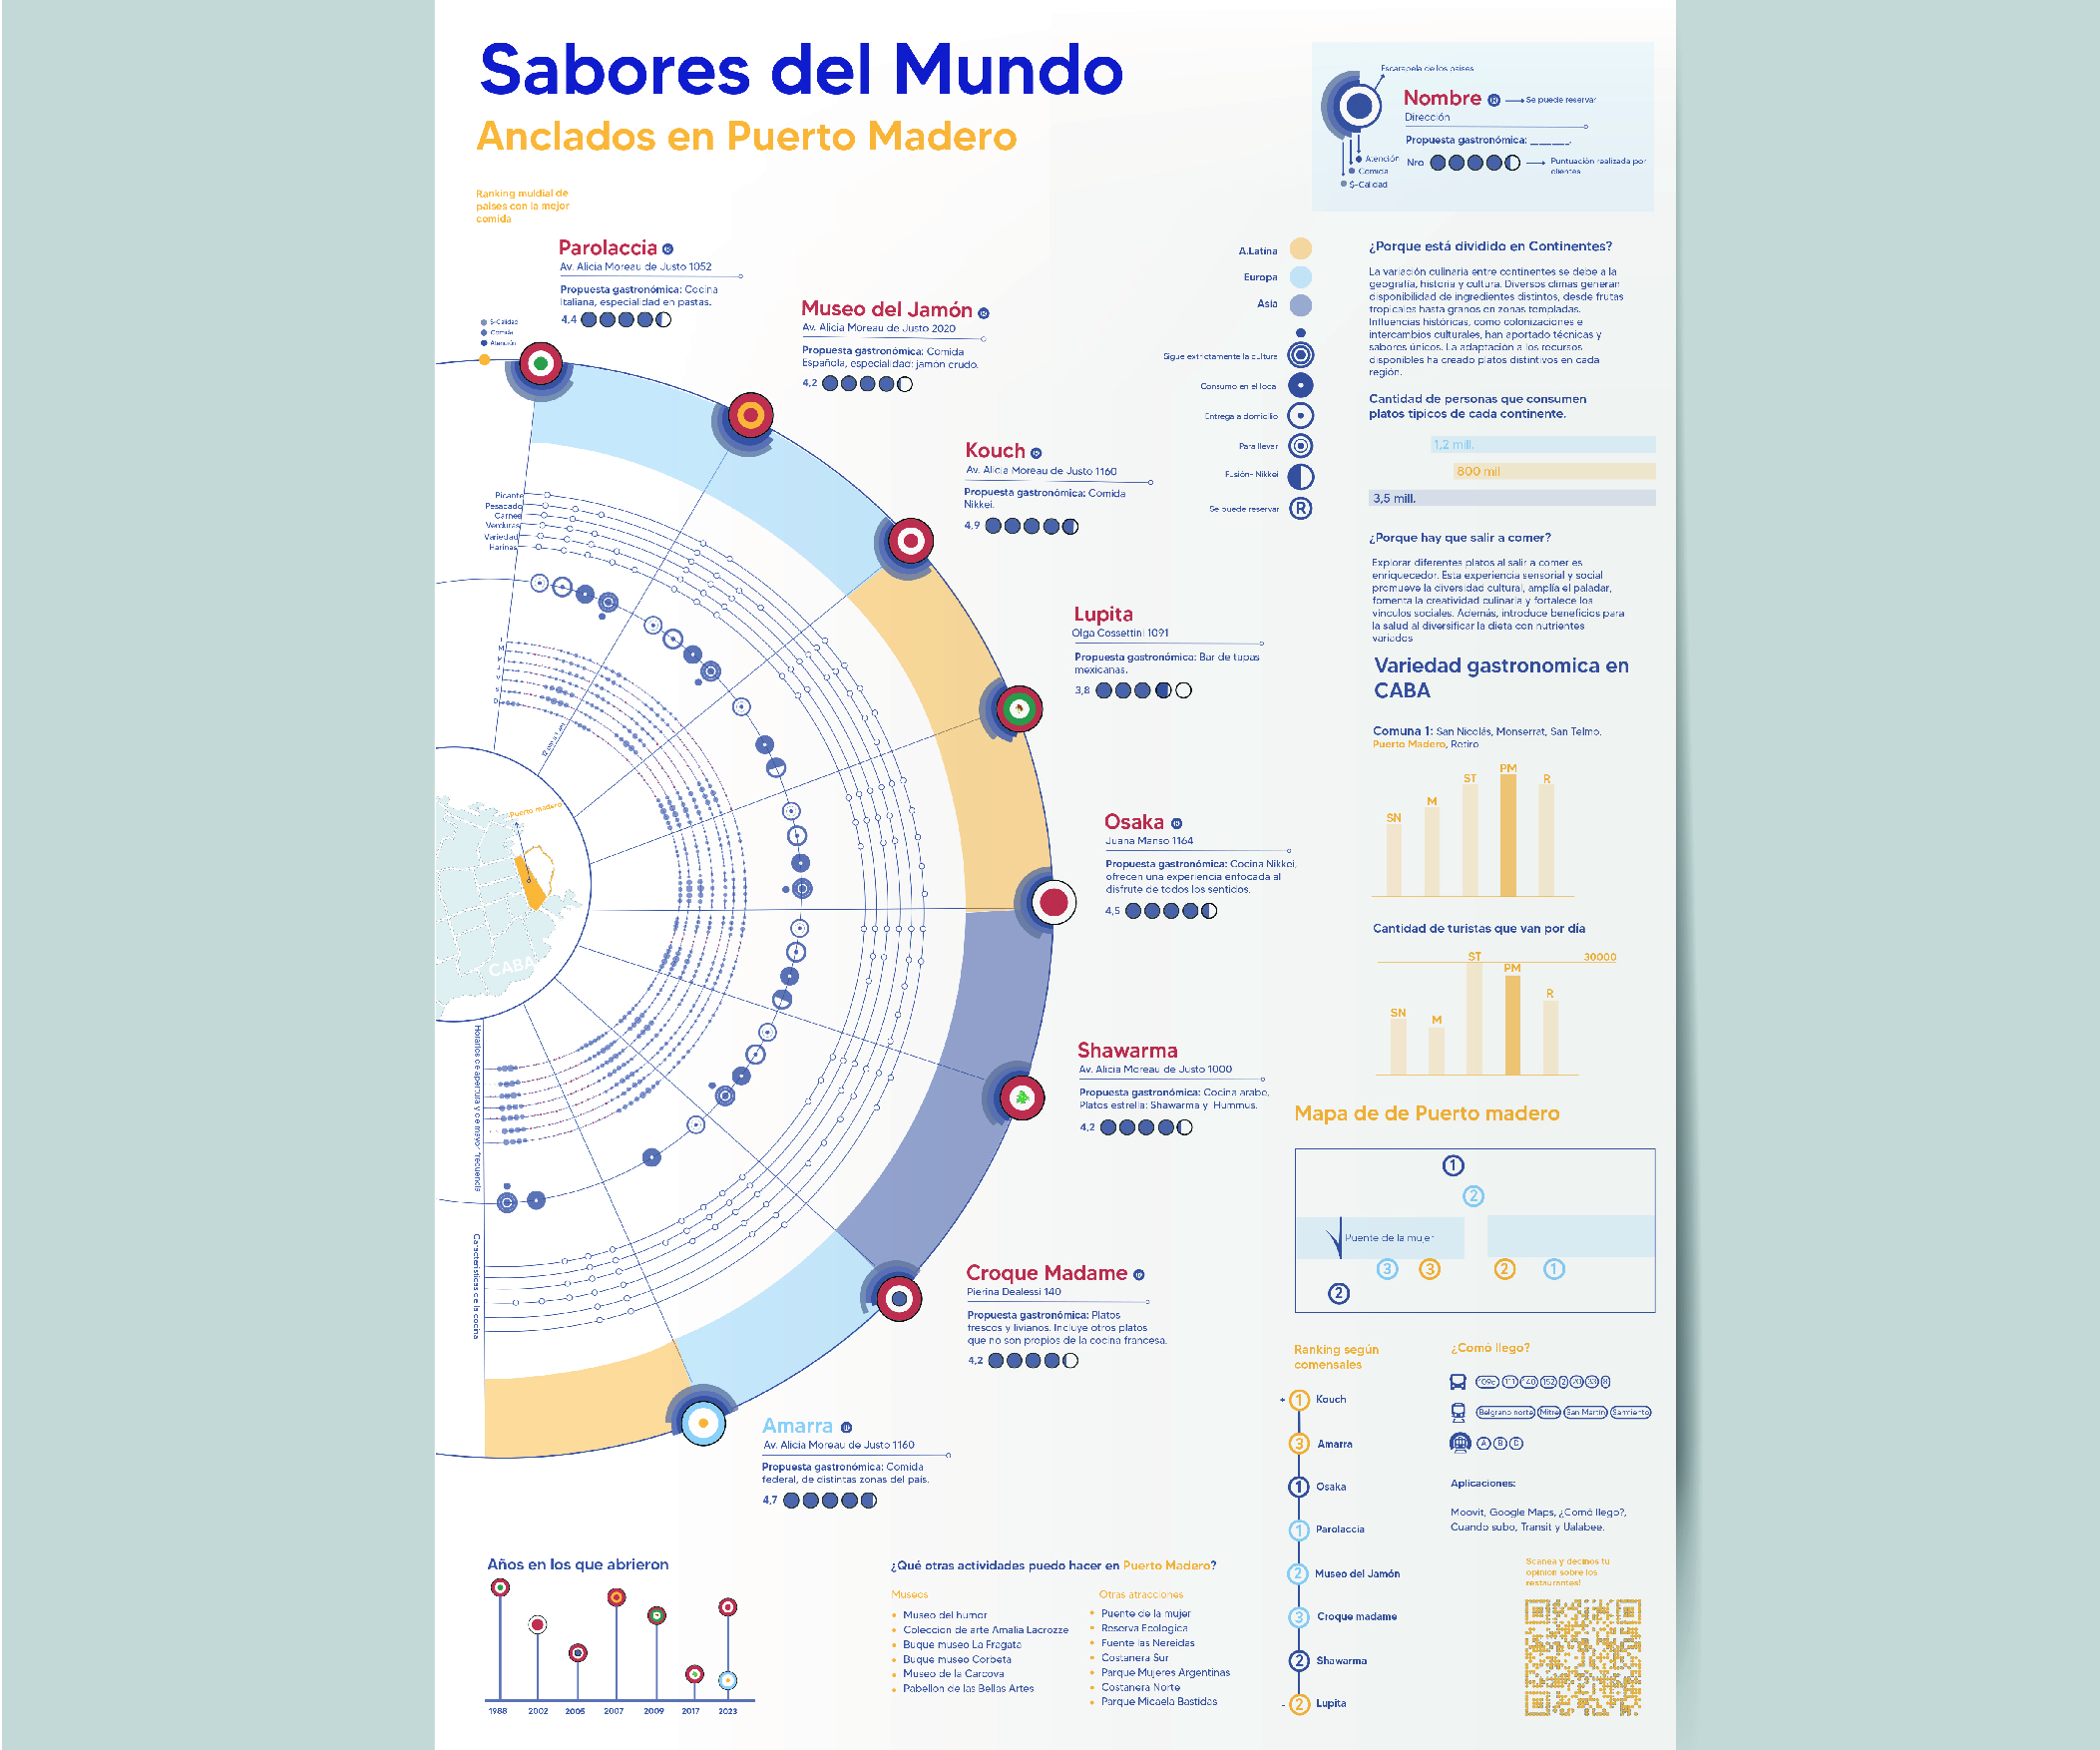 Sabores del Mundo
Anclados en Puerto Madero
Escarapela de los países
Nombre R
Se puede reservar
Dirección
Propuesta gastronómica: ______.
Nro
Puntuación realizada por
clientes
Atención
Comida
$-Calidad
Ranking muldial de
países con la mejor
comida
Parolaccia
Av. Alicia Moreau de Justo 1052
Propuesta gastronómica: Cocina
Italiana, especialidad en pastas.
4,4
$-Calidad
Comida
Atención
Museo del Jamón
Av. Alicia Moreau de Justo 2020
Propuesta gastronómica: Comida
Española, especialidad: jamon crudo.
4,2
Kouch
Av. Alicia Moreau de Justo 1160
Propuesta gastronómica: Comida
Nikkei.
4,9
Lupita
Olga Cossettini 1091
Propuesta gastronómica: Bar de tupas
mexicanas.
3,8
Osaka
Juana Manso 1164
Propuesta gastronómica: Cocina Nikkei,
ofrecen una experiencia enfocada al
disfrute de todos los sentidos.
4,5
Shawarma
Av. Alicia Moreau de Justo 1000
Propuesta gastronómica: Cocina arabe,
Platos estrella: Shawarma y Hummus.
4,2
Croque Madame
Pierina Dealessi 140
Propuesta gastronómica: Platos
frescos y livianos. Incluye otros platos
que no son propios de la cocina francesa.
4,2
Amarra
Av. Alicia Moreau de Justo 1160
Propuesta gastronómica: Comida
federal, de distintas zonas del país.
4,7
Picante
Pesacado
Carnes
Verduras
Variedad
Harinas
L
M
M
J
V
S
D
Puerto madero
CABA
Horarios de apertura y de mayor frecuencia
Caracteristicas de la cocina
A.Latina
Europa
Asia
Sigue extrictamente la cultura
Consumo en el local
Entrega a domicilio
Para llevar
Fusión- Nikkei
Se puede reservar R
¿Porque está dividido en Continentes?
La variación culinaria entre continentes se debe a la
geografía, historia y cultura. Diversos climas generan
disponibilidad de ingredientes distintos, desde frutas
tropicales hasta granos en zonas templadas.
Influencias históricas, como colonizaciones e
intercambios culturales, han aportado técnicas y
sabores únicos. La adaptación a los recursos
disponibles ha creado platos distintivos en cada
región.
Cantidad de personas que consumen
platos tipicos de cada continente.
1,2 mill.
800 mil
3,5 mill.
¿Porque hay que salir a comer?
Explorar diferentes platos al salir a comer es
enriquecedor. Esta experiencia sensorial y social
promueve la diversidad cultural, amplía el paladar,
fomenta la creatividad culinaria y fortalece los
vínculos sociales. Además, introduce beneficios para
la salud al diversificar la dieta con nutrientes
variados
Variedad gastronomica en
CABA
Comuna 1: San Nicolás, Monserrat, San Telmo,
Puerto Madero, Retiro
SN
M
ST
PM
R
Cantidad de turistas que van por día
30000
SN
M
ST
PM
R
Mapa de de Puerto madero
1
2
Puente de la mujer
3
3
2
1
2
Ranking según
comensales
+ 1 Kouch
3 Amarra
1 Osaka
1 Parolaccia
2 Museo del Jamón
3 Croque madame
2 Shawarma
- 2 Lupita
¿Comó llego?
111 140 152 2 20 33 8
Belgrano norte Mitre San Martín Sarmiento
A B
Aplicaciones:
Moovit, Google Maps, ¿Comó llego?,
Cuando subo, Transit y Ualabee.
Scanea y decinos tu
opinion sobre los
restaurantes!
Años en los que abrieron
1988 2002 2005 2007 2009 2017 2023
¿Qué otras actividades puedo hacer en Puerto Madero?
Museos
Museo del humor
Coleccion de arte Amalia Lacrozze
Buque museo La Fragata
Buque museo Corbeta
Museo de la Carcova
Pabellon de las Bellas Artes
Otras atracciones
Puente de la mujer
Reserva Ecologica
Fuente las Nereidas
Costanera Sur
Parque Mujeres Argentinas
Costanera Norte
Parque Micaela Bastidas